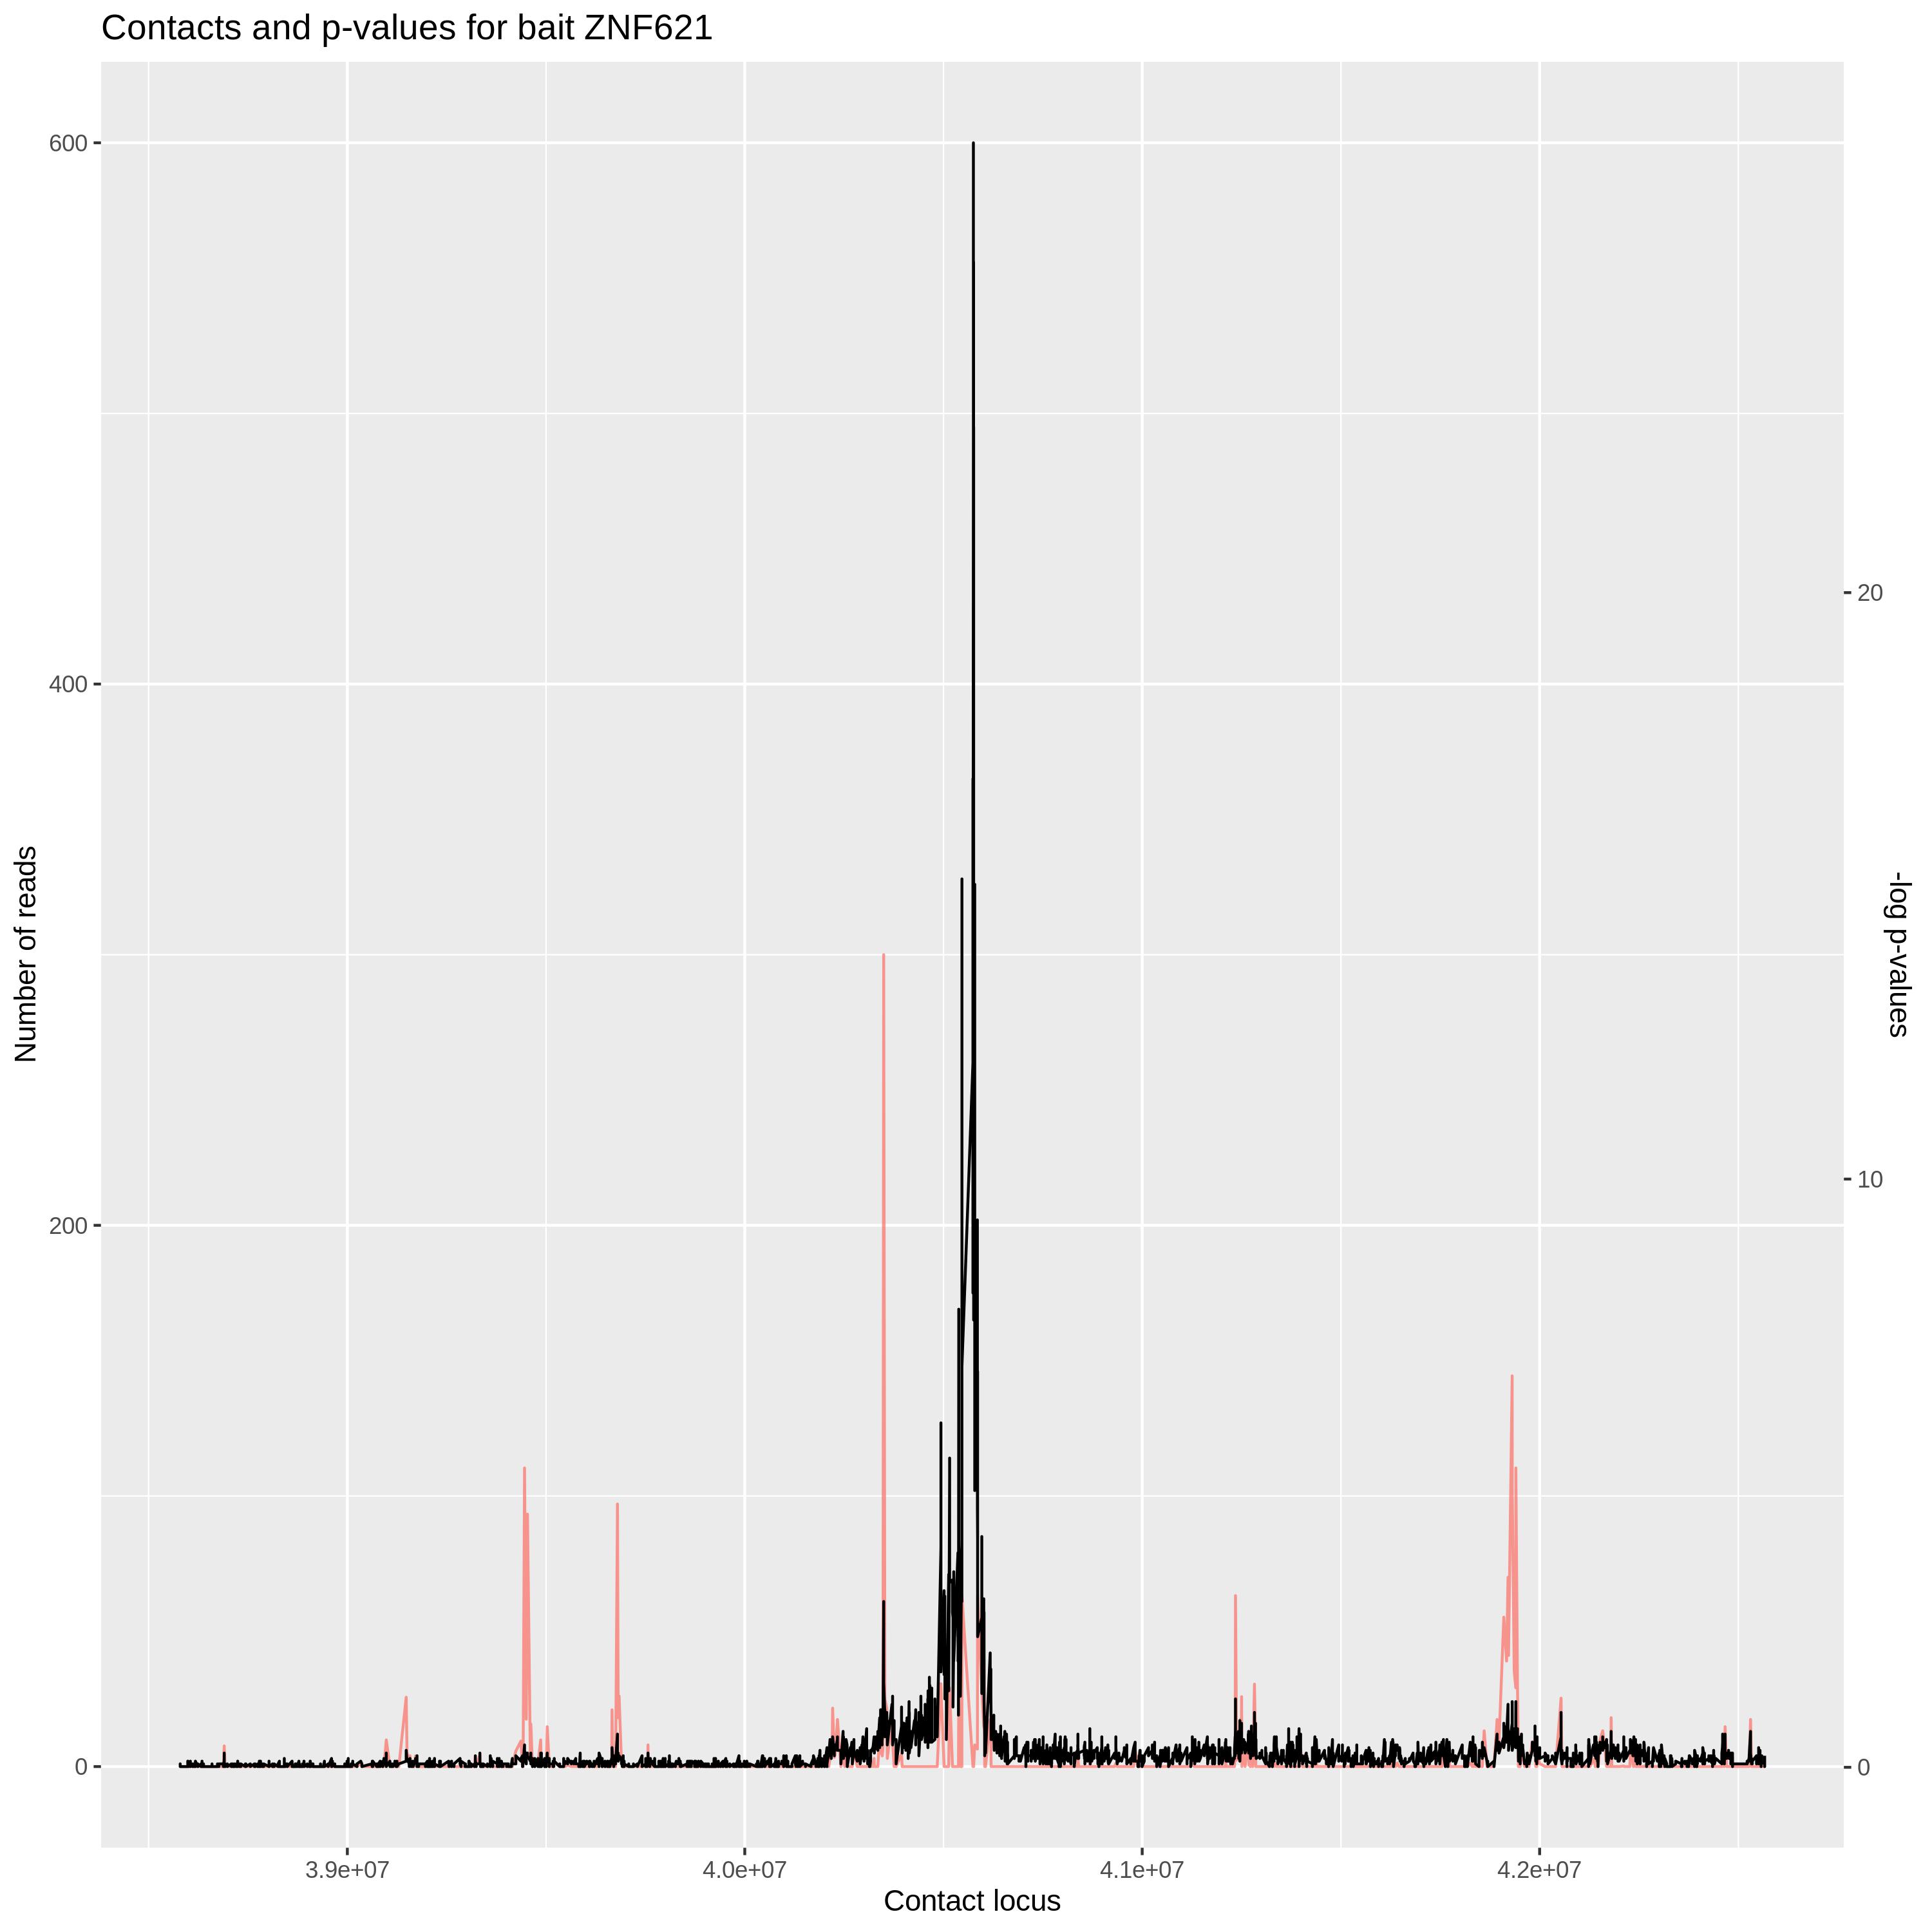 Contacts and p-values for bait ZNF621
600
400
200
0
Number of reads
20
10
0
-log p-values
3.9e+07
4.0e+07
4.1e+07
4.2e+07
Contact locus